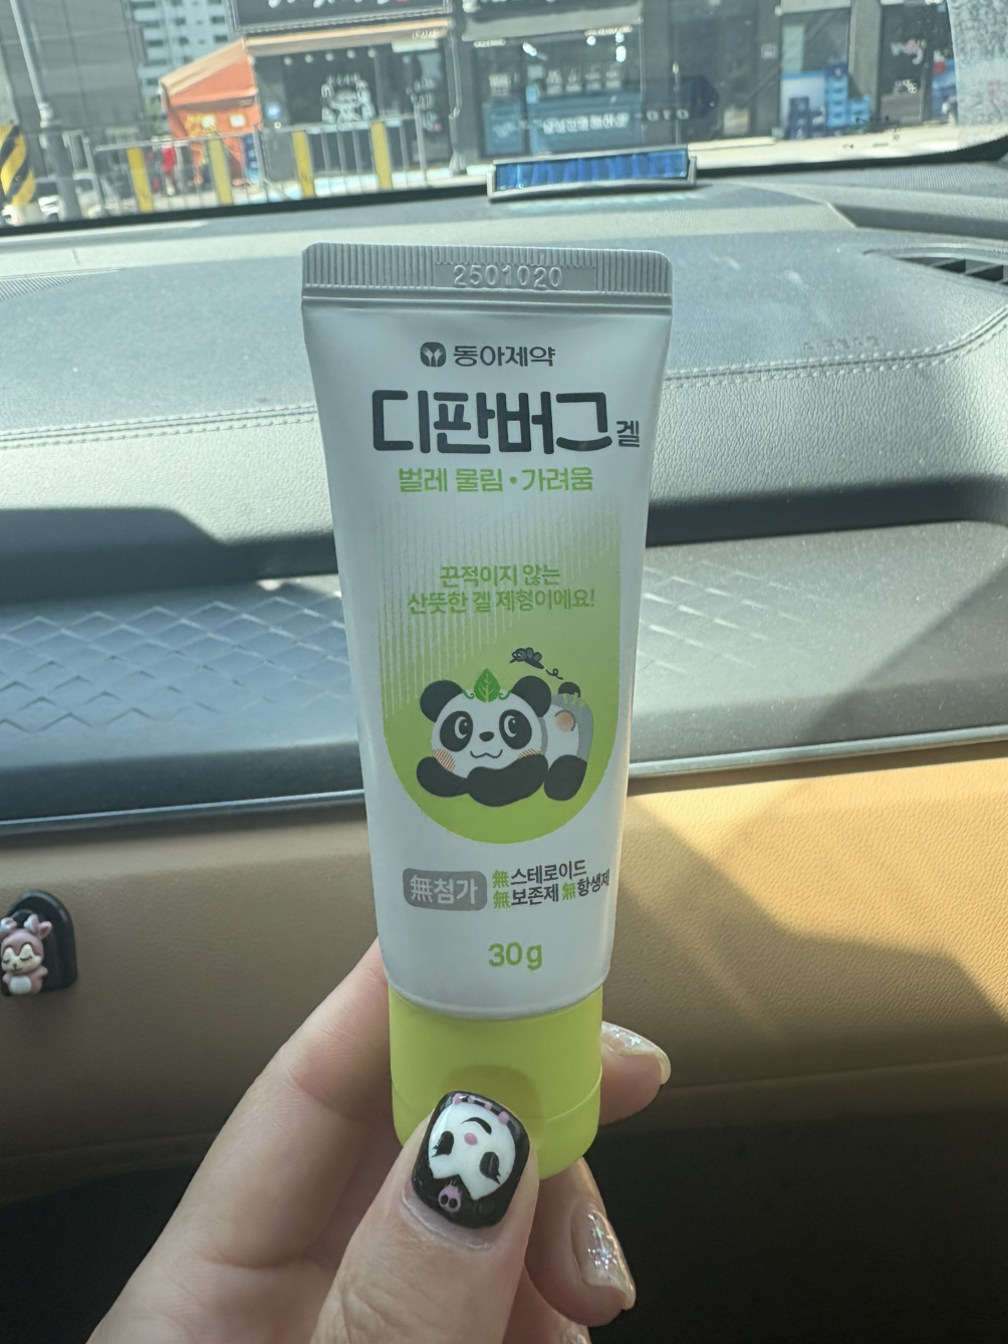 2501020
동아제약
디판버그겔
벌레 물림•가려움
끈적이지 않는
산뜻한 겔 제형이에요!
無첨가 無스테로이드
無보존제 無항생제
30g